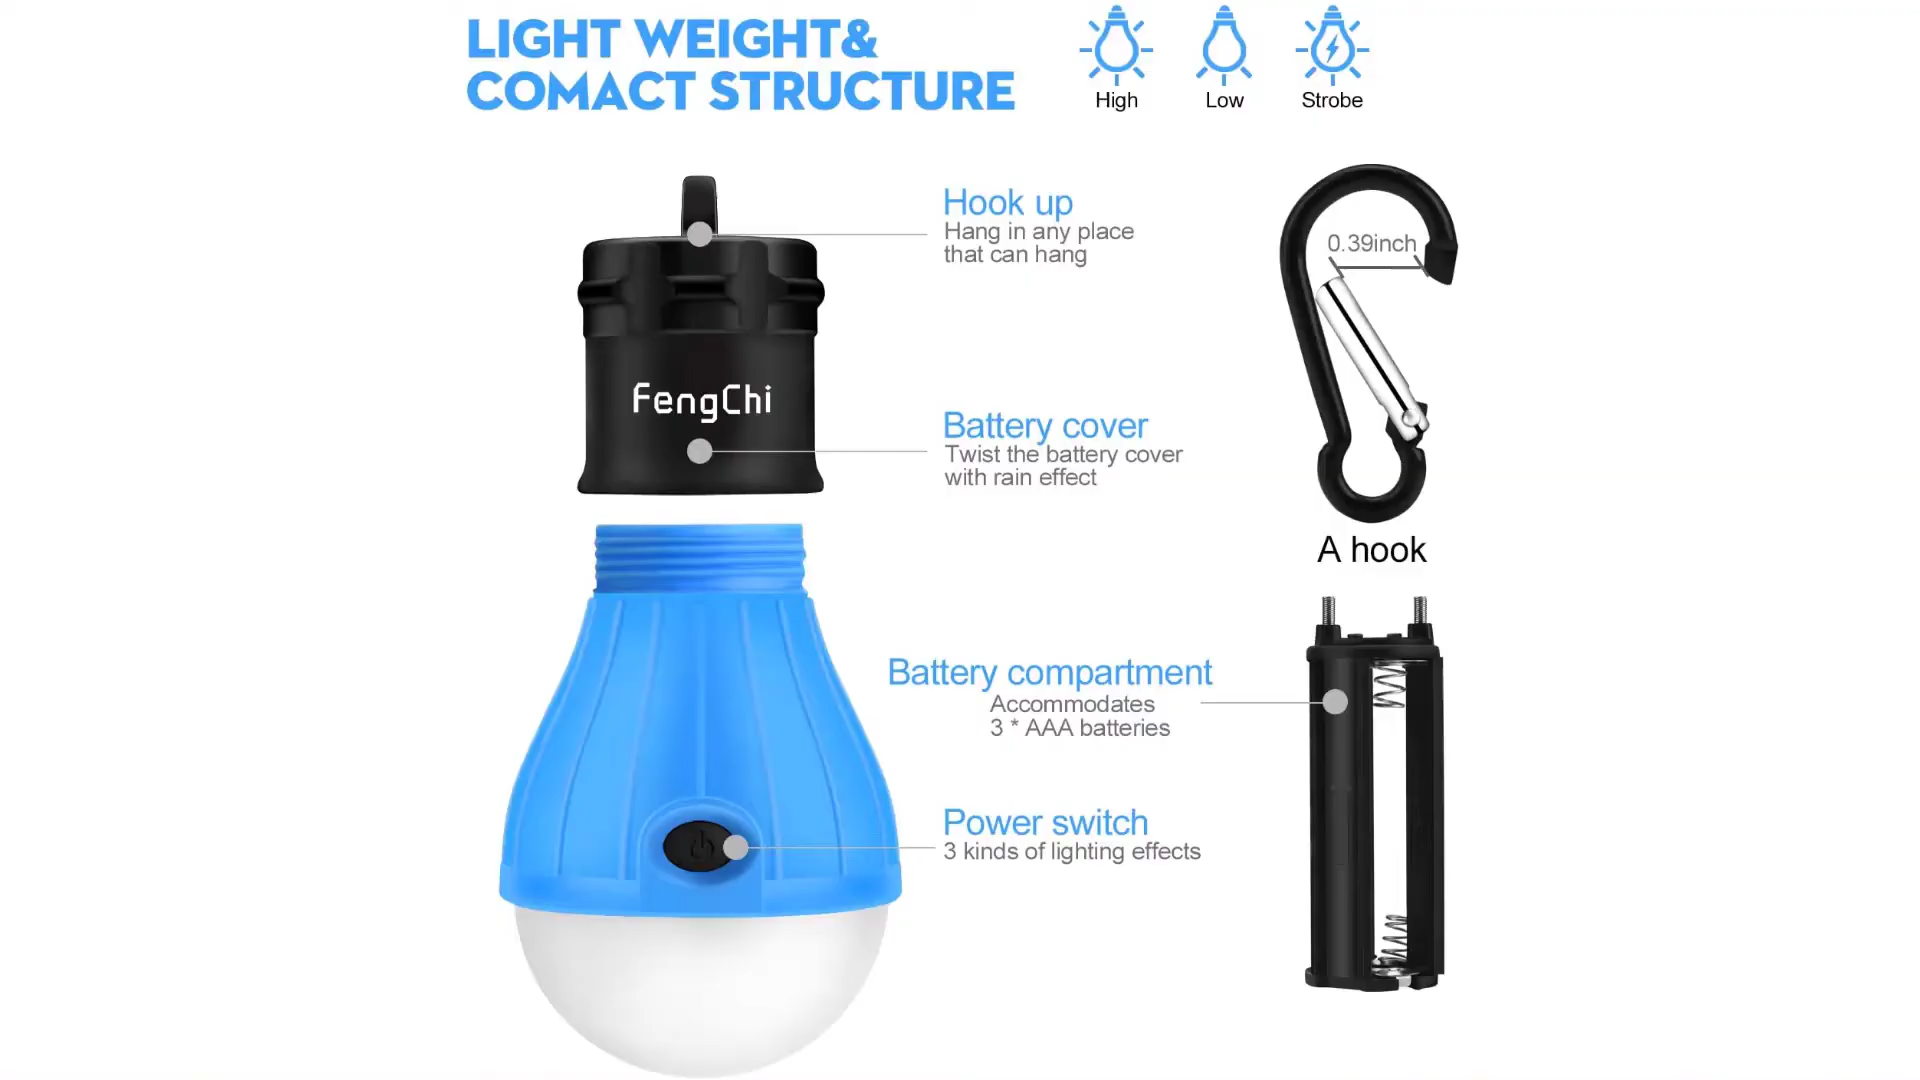 LIGHT WEIGHT&
COMACT STRUCTURE
High
Low
Strobe
Hook up
Hang in any place
that can hang
0.39inch
FengChi
Battery cover
Twist the battery cover
with rain effect
A hook
Battery compartment
Accommodates
3 * AAA batteries
Power switch
3 kinds of lighting effects